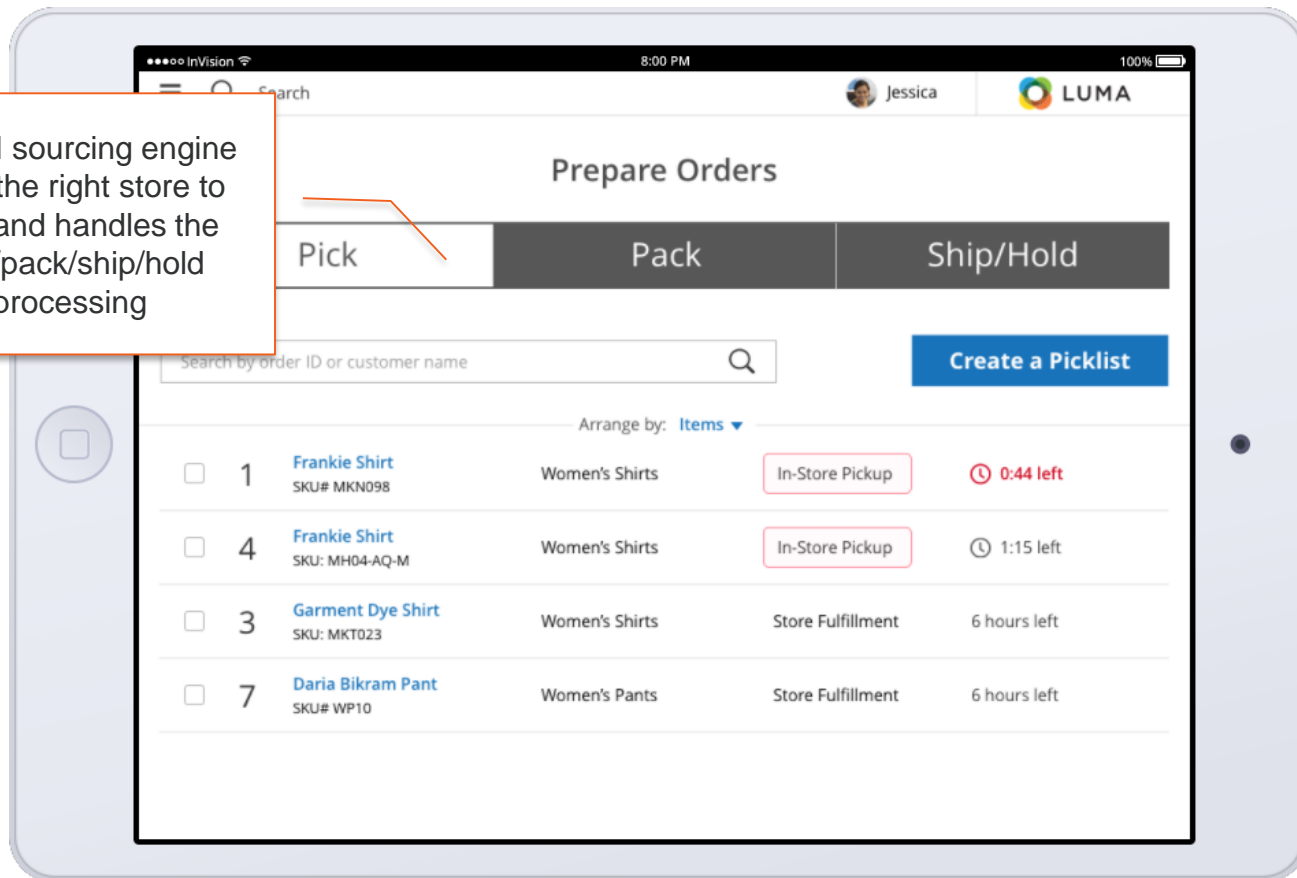 InVision
8:00 PM
100%
Search
Jessica
LUMA
sourcing engine
the right store to
and handles the
/pack/ship/hold
processing
Prepare Orders
Pick
Pack
Ship/Hold
Search by order ID or customer name
Create a Picklist
Arrange by: Items
1
Frankie Shirt
SKU# MKN098
Women's Shirts
In-Store Pickup
0:44 left
4
Frankie Shirt
SKU: MH04-AQ-M
Women's Shirts
In-Store Pickup
1:15 left
3
Garment Dye Shirt
SKU: MKT023
Women's Shirts
Store Fulfillment
6 hours left
7
Daria Bikram Pant
SKU# WP10
Women's Pants
Store Fulfillment
6 hours left